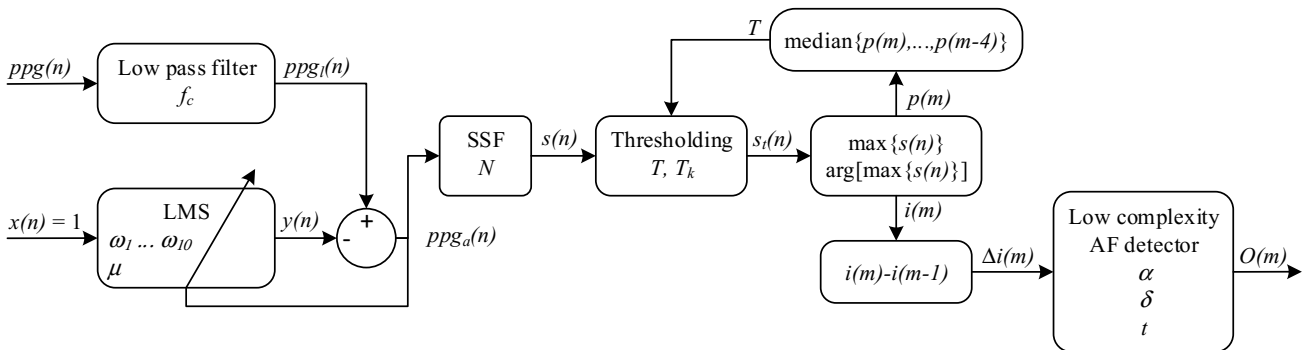 ppg(n)
Low pass filter
f_c
ppg_l(n)
x(n) = 1
LMS
ω_1 ... ω_10
μ
y(n)
+
-
ppg_a(n)
SSF
N
s(n)
Thresholding
T, T_k
s_t(n)
T
median{p(m),...,p(m-4)}
p(m)
max{s(n)}
arg[max{s(n)}]
i(m)
i(m)-i(m-1)
Δi(m)
Low complexity
AF detector
α
δ
t
O(m)